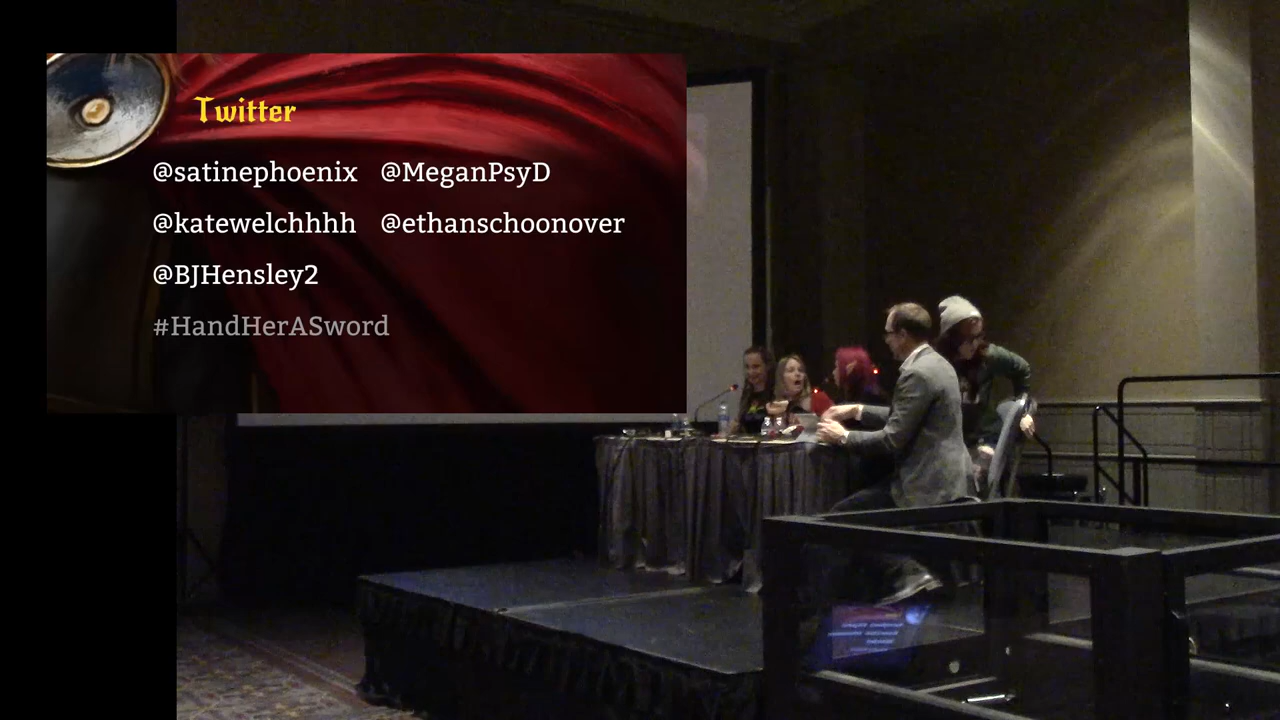 Twitter
@satinephoenix @MeganPsyD
@katewelchhhh @ethanschoonover
@BJHensley2
#HandHerASword